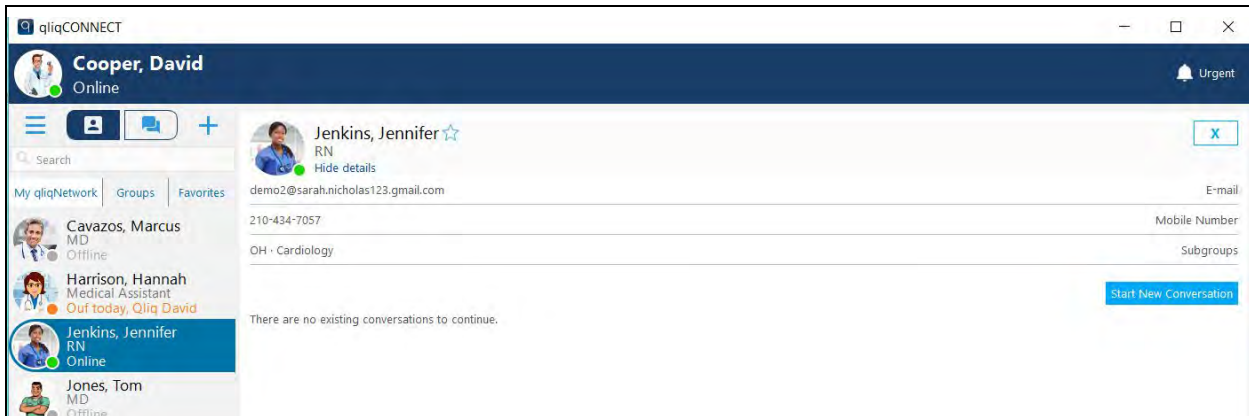 qliqCONNECT
Cooper, David
Online
Urgent
Search
My qliqNetwork Groups Favorites
Cavazos, Marcus
MD
Offline
Harrison, Hannah
Medical Assistant
Ouf today, Qliq David
Jenkins, Jennifer
RN
Online
Jones, Tom
MD
Offline
Jenkins, Jennifer
RN
Hide details
X
demo2@sarah.nicholas123.gmail.com E-mail
210-434-7057 Mobile Number
OH · Cardiology Subgroups
Start New Conversation
There are no existing conversations to continue.